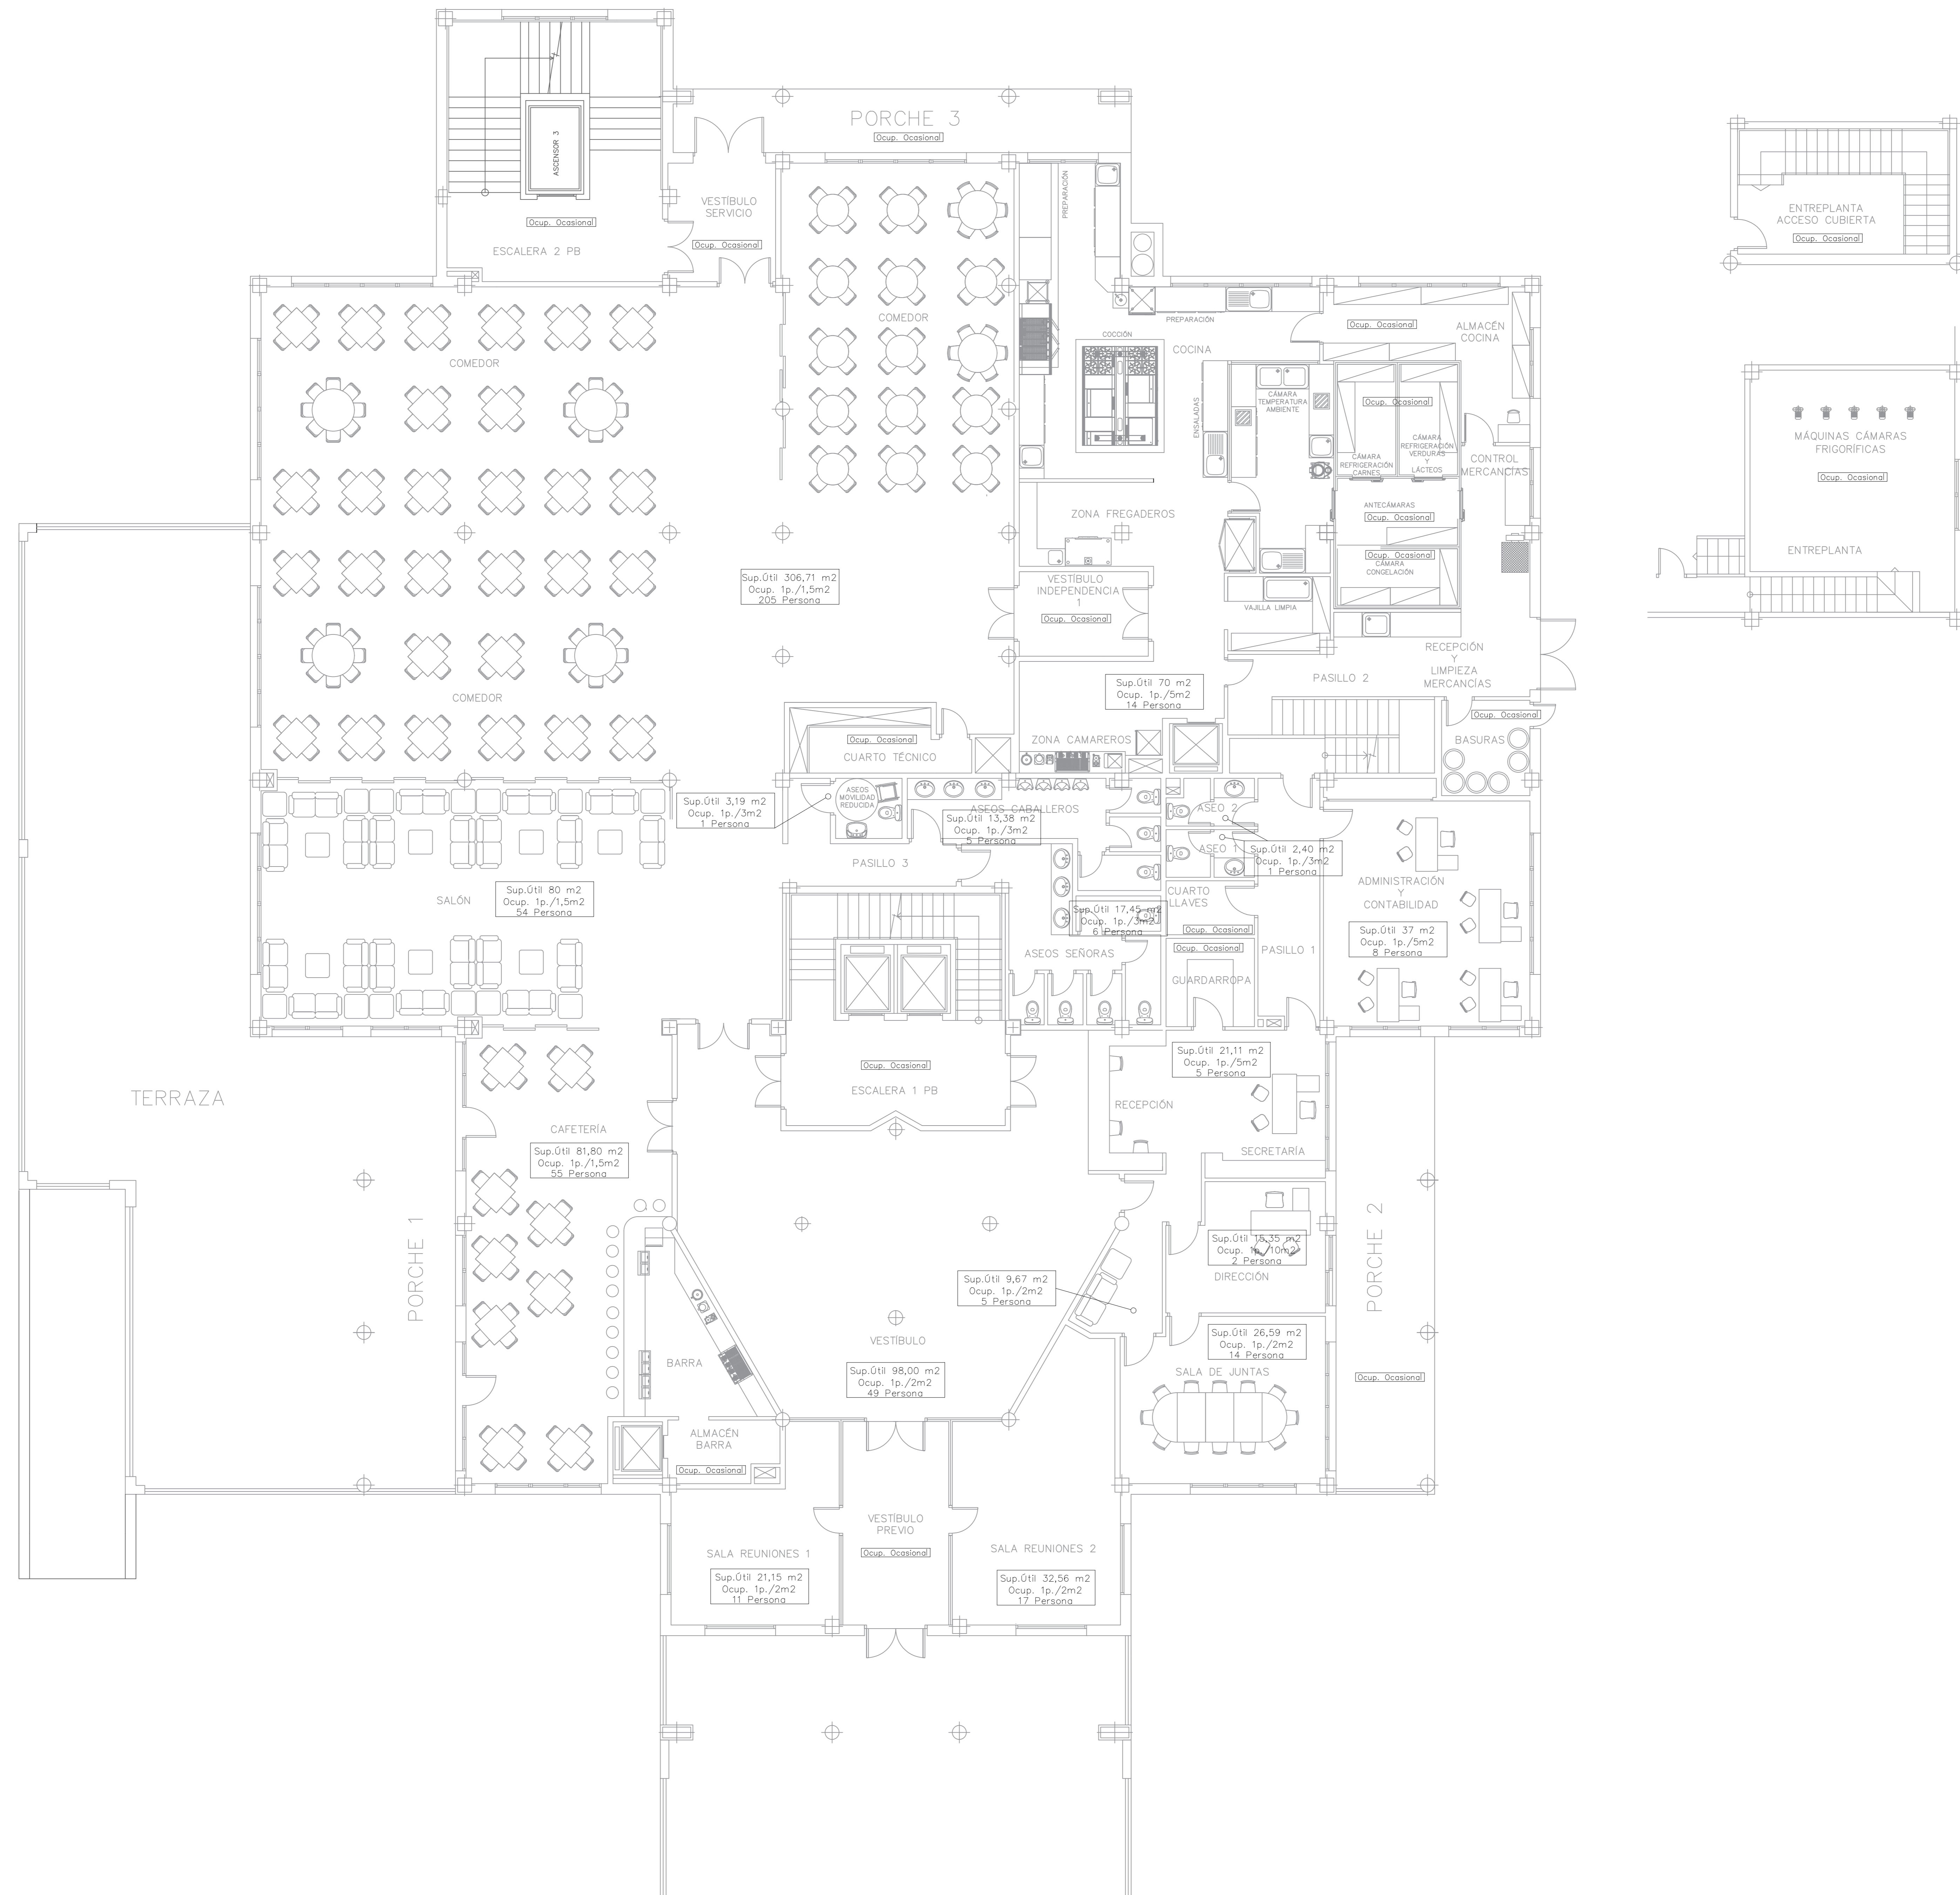 PORCHE 3
Ocup. Ocasional
ASCENSOR 3
Ocup. Ocasional
ESCALERA 2 PB
VESTÍBULO
SERVICIO
Ocup. Ocasional
PREPARACIÓN
ENTREPLANTA
ACCESO CUBIERTA
Ocup. Ocasional
COMEDOR
COMEDOR
PREPARACIÓN
COCCIÓN
COCINA
Ocup. Ocasional
ALMACÉN
COCINA
ENSALADAS
CÁMARA
TEMPERATURA
AMBIENTE
Ocup. Ocasional
CÁMARA
REFRIGERACIÓN
CARNES
CÁMARA
REFRIGERACIÓN
VERDURAS
Y
LÁCTEOS
CONTROL
MERCANCÍAS
MÁQUINAS CÁMARAS
FRIGORÍFICAS
Ocup. Ocasional
ENTREPLANTA
ANTECÁMARAS
Ocup. Ocasional
Ocup. Ocasional
CÁMARA
CONGELACIÓN
ZONA FREGADEROS
VESTÍBULO
INDEPENDENCIA
1
Ocup. Ocasional
VAJILLA LIMPIA
Sup.Útil 306,71 m2
Ocup. 1p./1,5m2
205 Persona
RECEPCIÓN
Y
LIMPIEZA
MERCANCÍAS
PASILLO 2
Sup.Útil 70 m2
Ocup. 1p./5m2
14 Persona
COMEDOR
Ocup. Ocasional
BASURAS
ZONA CAMAREROS
Ocup. Ocasional
CUARTO TÉCNICO
ASEOS
MOVILIDAD
REDUCIDA
Sup.Útil 3,19 m2
Ocup. 1p./3m2
1 Persona
ASEOS CABALLEROS
Sup.Útil 13,38 m2
Ocup. 1p./3m2
5 Persona
ASEO 2
ASEO 1
Sup.Útil 2,40 m2
Ocup. 1p./3m2
1 Persona
PASILLO 3
SALÓN
Sup.Útil 80 m2
Ocup. 1p./1,5m2
54 Persona
CUARTO
LLAVES
Sup.Útil 17,45 m2
Ocup. 1p./3m2
6 Persona
Ocup. Ocasional
Ocup. Ocasional
ADMINISTRACIÓN
Y
CONTABILIDAD
Sup.Útil 37 m2
Ocup. 1p./5m2
8 Persona
ASEOS SEÑORAS
PASILLO 1
GUARDARROPA
Ocup. Ocasional
ESCALERA 1 PB
Sup.Útil 21,11 m2
Ocup. 1p./5m2
5 Persona
RECEPCIÓN
SECRETARÍA
TERRAZA
CAFETERÍA
Sup.Útil 81,80 m2
Ocup. 1p./1,5m2
55 Persona
PORCHE 1
PORCHE 2
Sup.Útil 15,35 m2
Ocup. 1p./10m2
2 Persona
DIRECCIÓN
Sup.Útil 9,67 m2
Ocup. 1p./2m2
5 Persona
VESTÍBULO
Sup.Útil 98,00 m2
Ocup. 1p./2m2
49 Persona
BARRA
Sup.Útil 26,59 m2
Ocup. 1p./2m2
14 Persona
SALA DE JUNTAS
Ocup. Ocasional
ALMACÉN
BARRA
Ocup. Ocasional
VESTÍBULO
PREVIO
Ocup. Ocasional
SALA REUNIONES 1
Sup.Útil 21,15 m2
Ocup. 1p./2m2
11 Persona
SALA REUNIONES 2
Sup.Útil 32,56 m2
Ocup. 1p./2m2
17 Persona